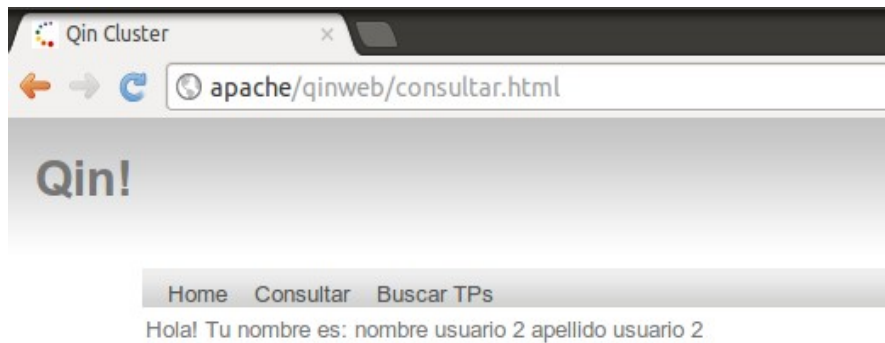 Qin Cluster
apache/qinweb/consultar.html
Qin!
Home Consultar Buscar TPs
Hola! Tu nombre es: nombre usuario 2 apellido usuario 2